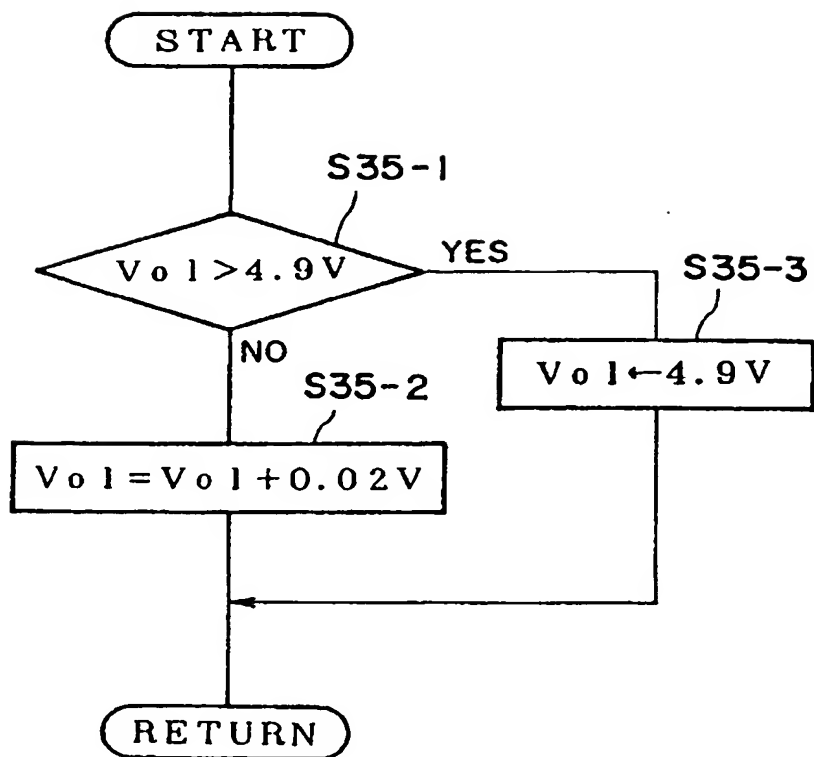 START
S35-1
Vol>4.9V
YES
S35-3
NO
Vol←4.9V
S35-2
Vol=Vol+0.02V
RETURN